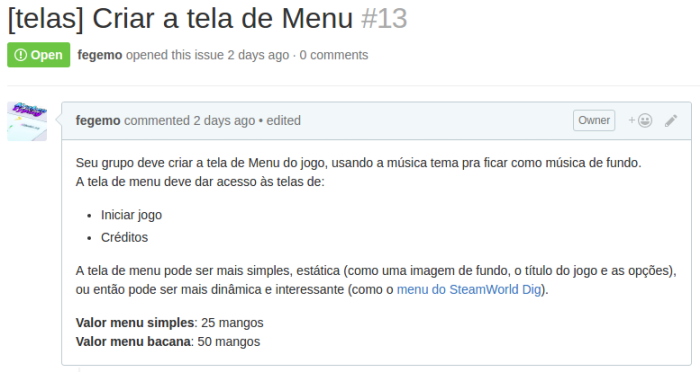 [telas] Criar a tela de Menu #13
Open fegemo opened this issue 2 days ago · 0 comments
fegemo commented 2 days ago • edited Owner
Seu grupo deve criar a tela de Menu do jogo, usando a música tema pra ficar como música de fundo.
A tela de menu deve dar acesso às telas de:
• Iniciar jogo
• Créditos
A tela de menu pode ser mais simples, estática (como uma imagem de fundo, o título do jogo e as opções),
ou então pode ser mais dinâmica e interessante (como o menu do SteamWorld Dig).
Valor menu simples: 25 mangos
Valor menu bacana: 50 mangos